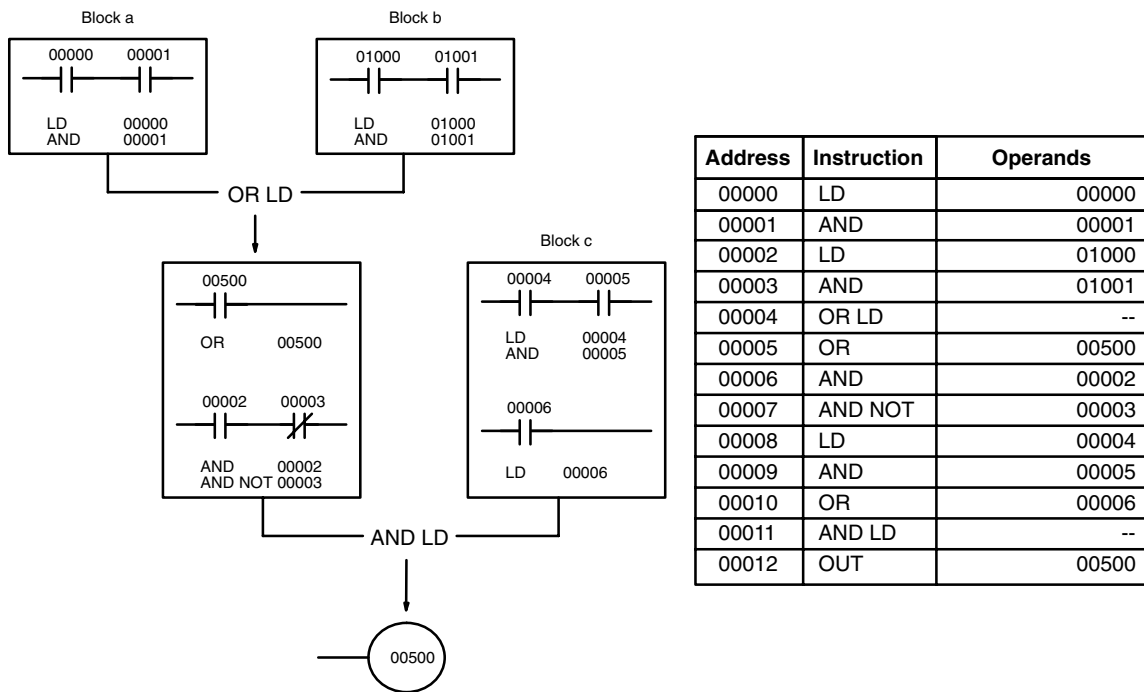 Block a
00000 00001
LD 00000
AND 00001
Block b
01000 01001
LD 01000
AND 01001
OR LD
00500
OR 00500
00002 00003
AND 00002
AND NOT 00003
Block c
00004 00005
LD 00004
AND 00005
00006
LD 00006
AND LD
00500
Address Instruction Operands
00000 LD 00000
00001 AND 00001
00002 LD 01000
00003 AND 01001
00004 OR LD --
00005 OR 00500
00006 AND 00002
00007 AND NOT 00003
00008 LD 00004
00009 AND 00005
00010 OR 00006
00011 AND LD --
00012 OUT 00500